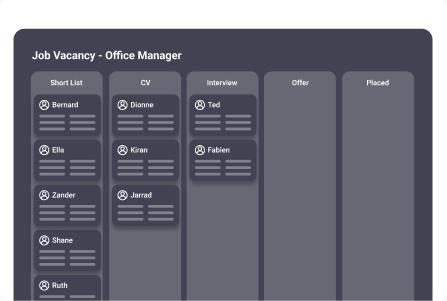 Job Vacancy - Office Manager
Short List
CV
Interview
Offer
Placed
Bernard
Dionne
Ted
Ella
Kiran
Fabien
Zander
Jarrad
Shane
Ruth